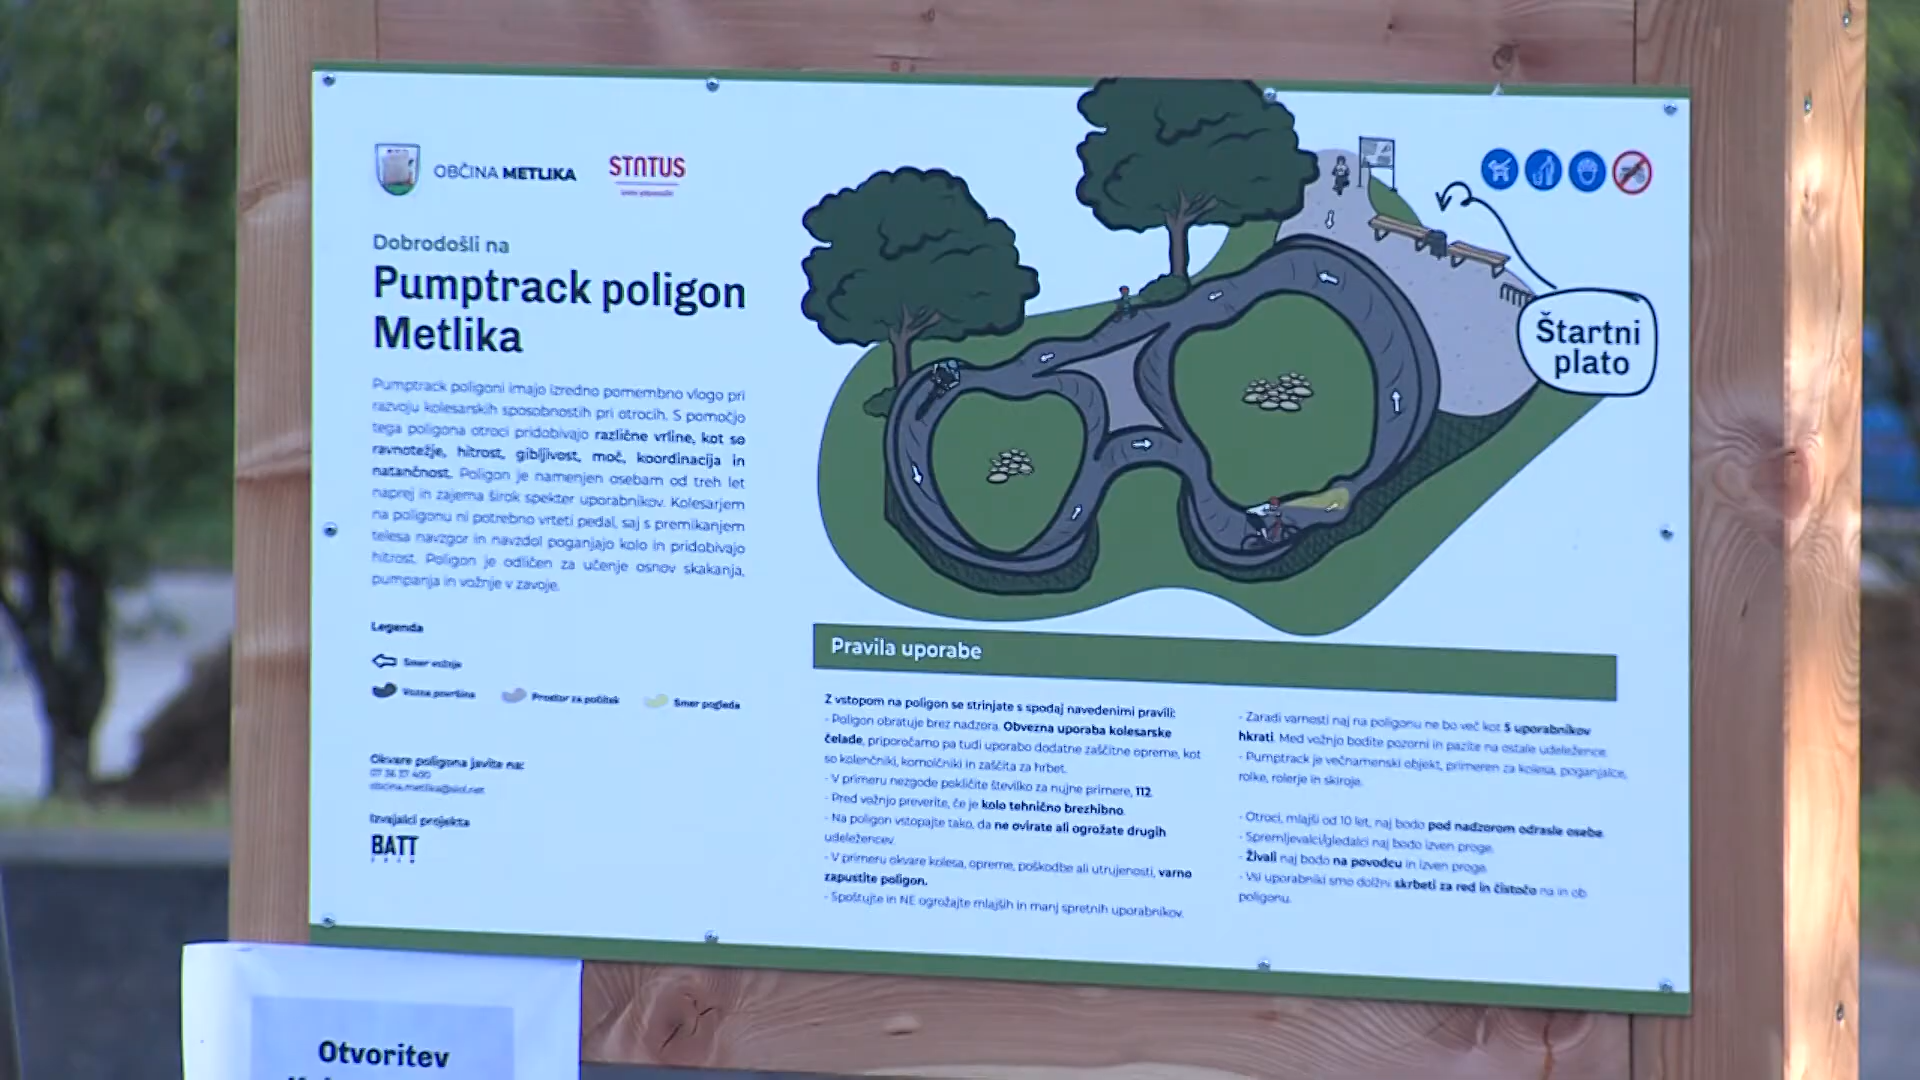 OBČINA METLIKA
STATUS
Dobrodošli na
Pumptrack poligon
Metlika
Pumptrack poligoni imajo izredno pomembno vlogo pri
razvoju kolesarskih sposobnosti pri otrocih. S pomočjo
tega poligona otroci pridobivajo različne vrline, kot so
ravnotežje, hitrost, gibljivost, moč, koordinacija in
natančnost. Poligon je namenjen osebam od treh let
naprej in zajema širok spekter uporabnikov. Kolesarjem
na poligonu ni potrebno vrteti pedal, saj s premikanjem
telesa navzgor in navzdol poganjajo kolo in pridobivajo
hitrost. Poligon je odličen za učenje osnov skakanja,
pumpanja in vožnje v zavoje.
Legenda
Smer vožnje
Vozna površina
Prostor za počitek
Smer pogleda
Okvare poligona javite na:
07 36 37 400
obcina.metlika@siol.net
Izvajalci projekta
BATT
Štartni
plato
Pravila uporabe
Z vstopom na poligon se strinjate s spodaj navedenimi pravili:
- Poligon obratuje brez nadzora. Obvezna uporaba kolesarske
čelade, priporočamo pa tudi uporabo dodatne zaščitne opreme, kot
so kolenčniki, komolčniki in zaščita za hrbet.
- V primeru nezgode pokličite številko za nujne primere, 112.
- Pred vožnjo preverite, če je kolo tehnično brezhibno.
- Na poligon vstopajte tako, da ne ovirate ali ogrožate drugih
udeležencev.
- V primeru okvare kolesa, opreme, poškodbe ali utrujenosti, varno
zapustite poligon.
- Spoštujte in NE ogrožajte mlajših in manj spretnih uporabnikov.
- Zaradi varnosti naj na poligonu ne bo več kot 5 uporabnikov
hkrati. Med vožnjo bodite pozorni in pazite na ostale udeležence.
- Pumptrack je večnamenski objekt, primeren za kolesa, poganjalce,
rolke, rolerje in skiroje.
- Otroci, mlajši od 10 let, naj bodo pod nadzorom odrasle osebe.
- Spremljevalci/gledalci naj bodo izven proge.
- Živali naj bodo na povodcu in izven proge.
- Vsi uporabniki smo dolžni skrbeti za red in čistočo na in ob
poligonu.
Otvoritev